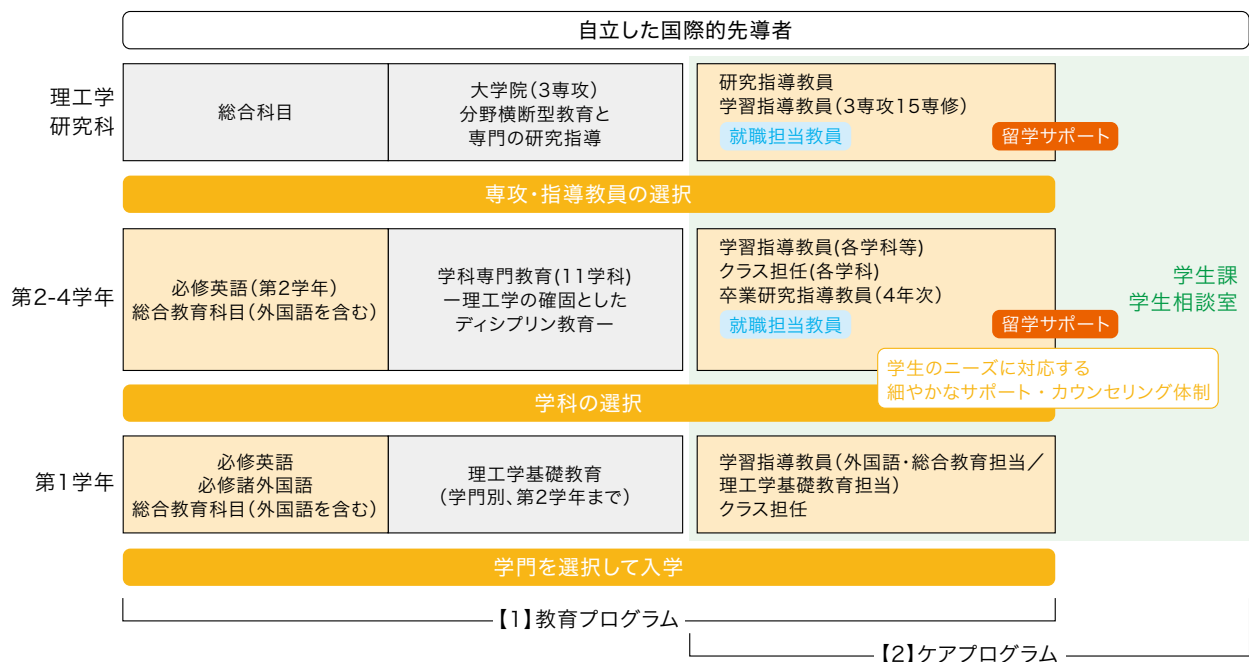 自立した国際的先導者
理工学
研究科
総合科目
大学院(3専攻)
分野横断型教育と
専門の研究指導
研究指導教員
学習指導教員(3専攻15専修)
就職担当教員
留学サポート
専攻・指導教員の選択
第2-4学年
必修英語(第2学年)
総合教育科目(外国語を含む)
学科専門教育(11学科)
ー理工学の確固とした
ディシプリン教育ー
学習指導教員(各学科等)
クラス担任(各学科)
卒業研究指導教員(4年次)
就職担当教員
留学サポート
学生課
学生相談室
学生のニーズに対応する
細やかなサポート・カウンセリング体制
学科の選択
第1学年
必修英語
必修諸外国語
総合教育科目(外国語を含む)
理工学基礎教育
(学門別、第2学年まで)
学習指導教員(外国語・総合教育担当/
理工学基礎教育担当)
クラス担任
学門を選択して入学
【1】教育プログラム
【2】ケアプログラム